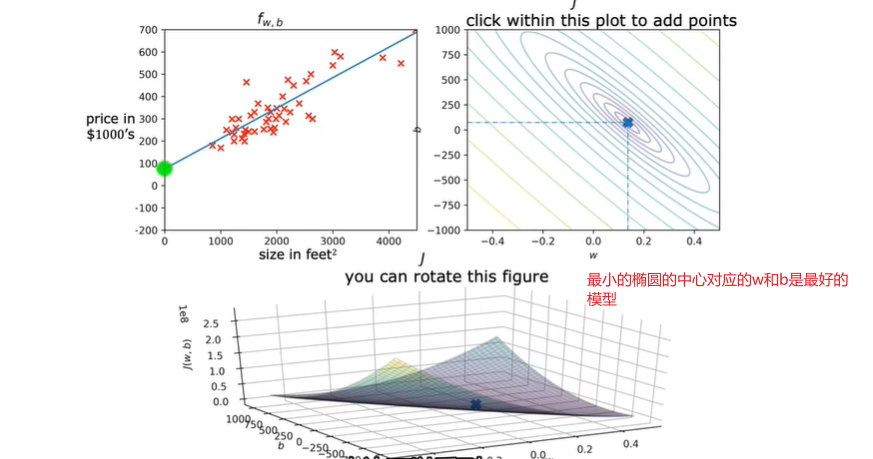 f_{w,b}
J
click within this plot to add points
700
600
500
400
300
200
100
0
-100
-200
price in
$1000's
0 1000 2000 3000 4000
size in feet²
1000
750
500
250
0
−250
−500
−750
−1000
b
−0.4 −0.2 0.0 0.2 0.4
w
J
you can rotate this figure
最小的椭圆的中心对应的w和b是最好的
模型
1e8
J(w, b)
2.5
2.0
1.5
1.0
0.5
0.0
1000
750
500
250
0
−250
−500
b
0.0
0.2
0.4